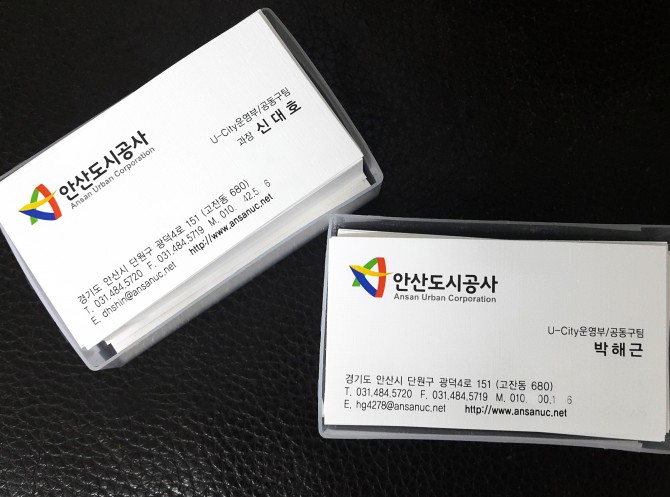 안산도시공사
Ansan Urban Corporation
U-City운영부/공동구팀
과장 신대호
경기도 안산시 단원구 광덕4로 151 (고잔동 680)
T. 031.484.5720 F. 031.484.5719 M. 010.
E. dhshin@ansanuc.net http://www.ansanuc.net
안산도시공사
Ansan Urban Corporation
U-City운영부/공동구팀
박해근
경기도 안산시 단원구 광덕4로 151 (고잔동 680)
T. 031.484.5720 F. 031.484.5719 M. 010.
E. hg4278@ansanuc.net http://www.ansanuc.net